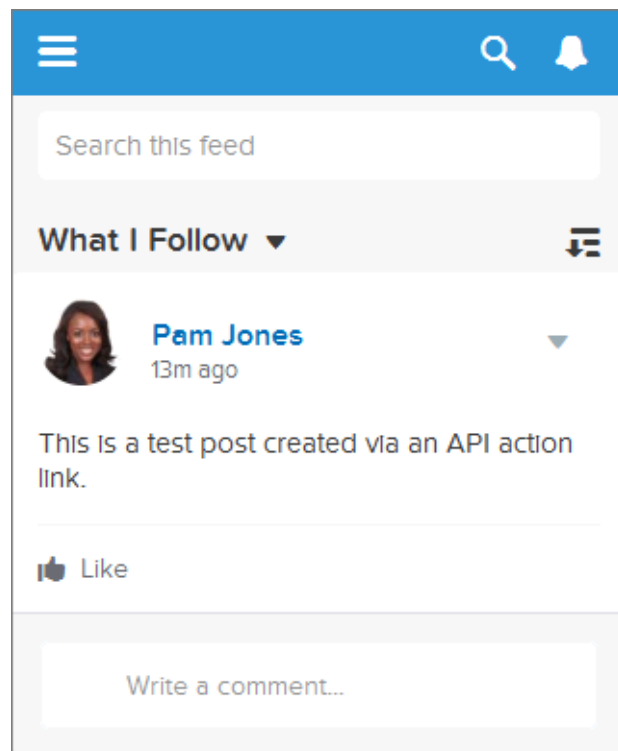 Search this feed
What I Follow
Pam Jones
13m ago
This is a test post created via an API action
link.
Like
Write a comment...